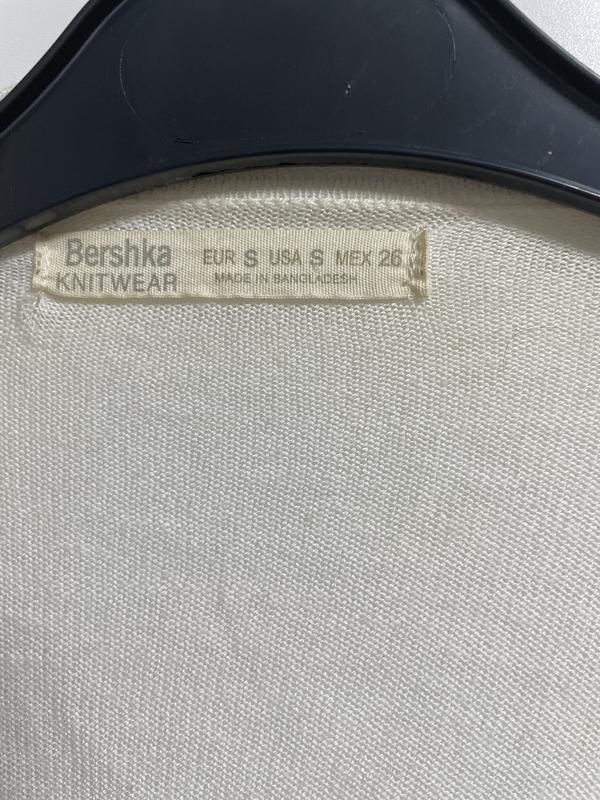 Bershka
KNITWEAR
EUR S USA S MEX 26
MADE IN BANGLADESH